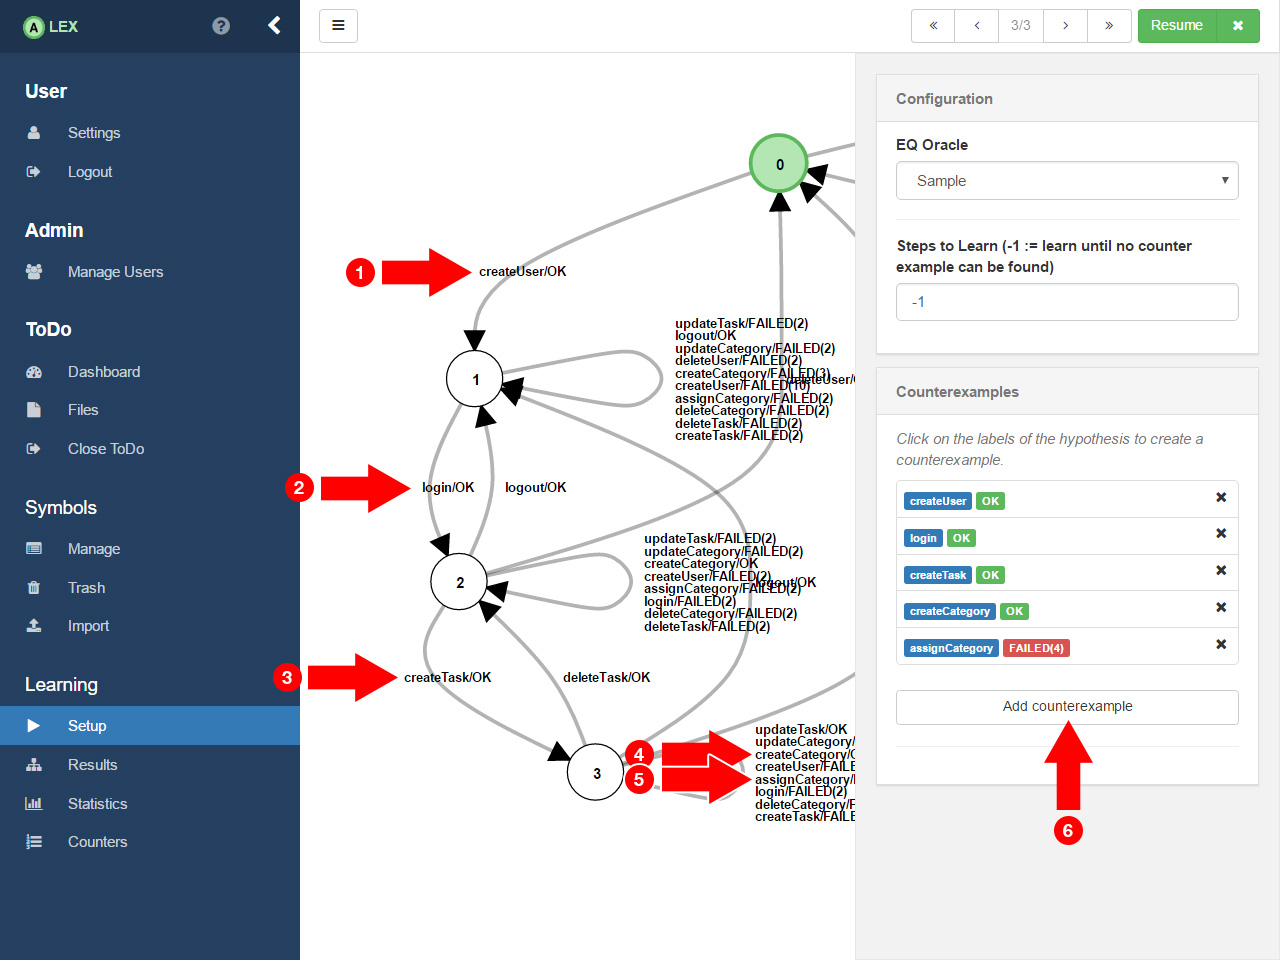 A LEX
User
Settings
Logout
Admin
Manage Users
ToDo
Dashboard
Files
Close ToDo
Symbols
Manage
Trash
Import
Learning
Setup
Results
Statistics
Counters
3/3
Resume
0
1
createUser/OK
1
updateTask/FAILED(2)
logout/OK
updateCategory/FAILED(2)
deleteUser/FAILED(2)
createCategory/FAILED(3)
createUser/FAILED(10)
assignCategory/FAILED(2)
deleteCategory/FAILED(2)
deleteTask/FAILED(2)
createTask/FAILED(2)
deleteUser/
2
login/OK
logout/OK
2
updateTask/FAILED(2)
updateCategory/FAILED(2)
createCategory/OK
createUser/FAILED(2)
assignCategory/FAILED(2)
login/FAILED(2)
deleteCategory/FAILED(2)
deleteTask/FAILED(2)
logout/OK
3
createTask/OK
deleteTask/OK
3
4
5
updateTask/OK
updateCategory/
createCategory/
createUser/FAILE
assignCategory/
login/FAILED(2)
deleteCategory/F
createTask/FAILE
Configuration
EQ Oracle
Sample
Steps to Learn (-1 := learn until no counter
example can be found)
-1
Counterexamples
Click on the labels of the hypothesis to create a
counterexample.
createUser OK
login OK
createTask OK
createCategory OK
assignCategory FAILED(4)
Add counterexample
6